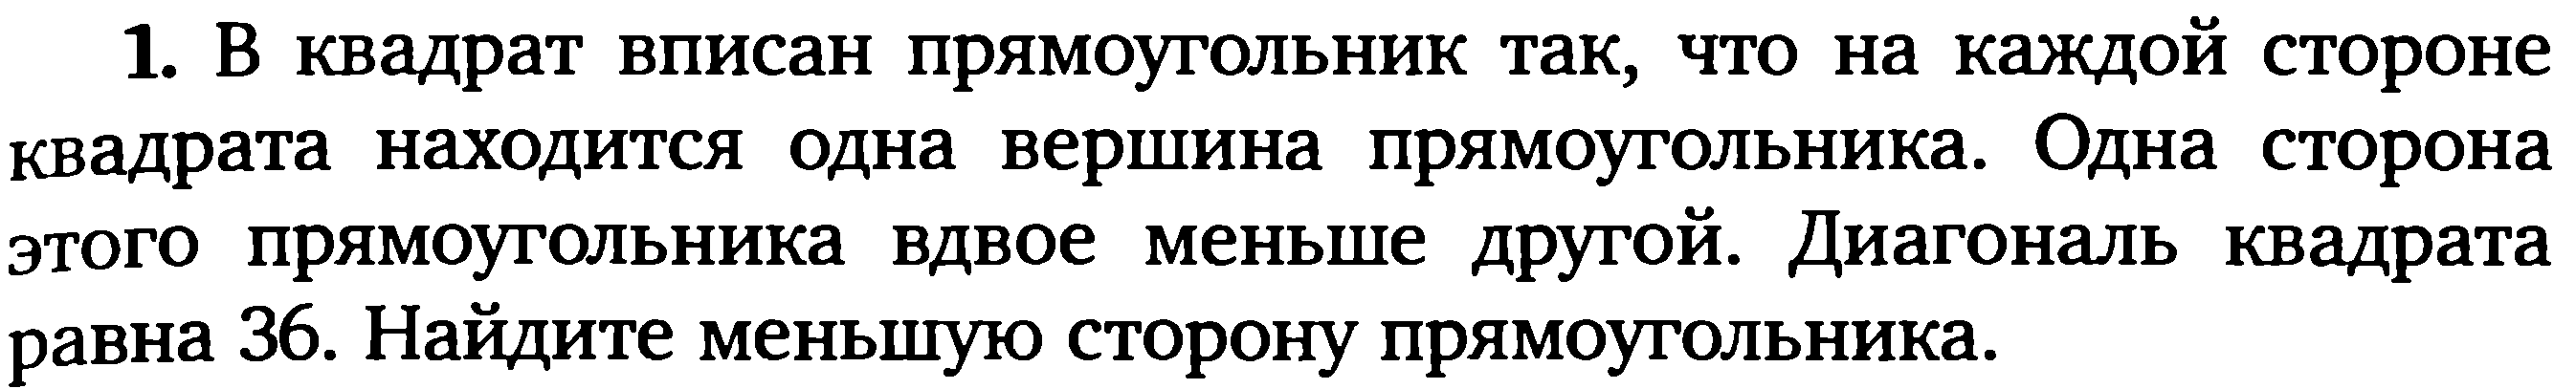 1. В квадрат вписан прямоугольник так, что на каждой стороне
квадрата находится одна вершина прямоугольника. Одна сторона
этого прямоугольника вдвое меньше другой. Диагональ квадрата
равна 36. Найдите меньшую сторону прямоугольника.